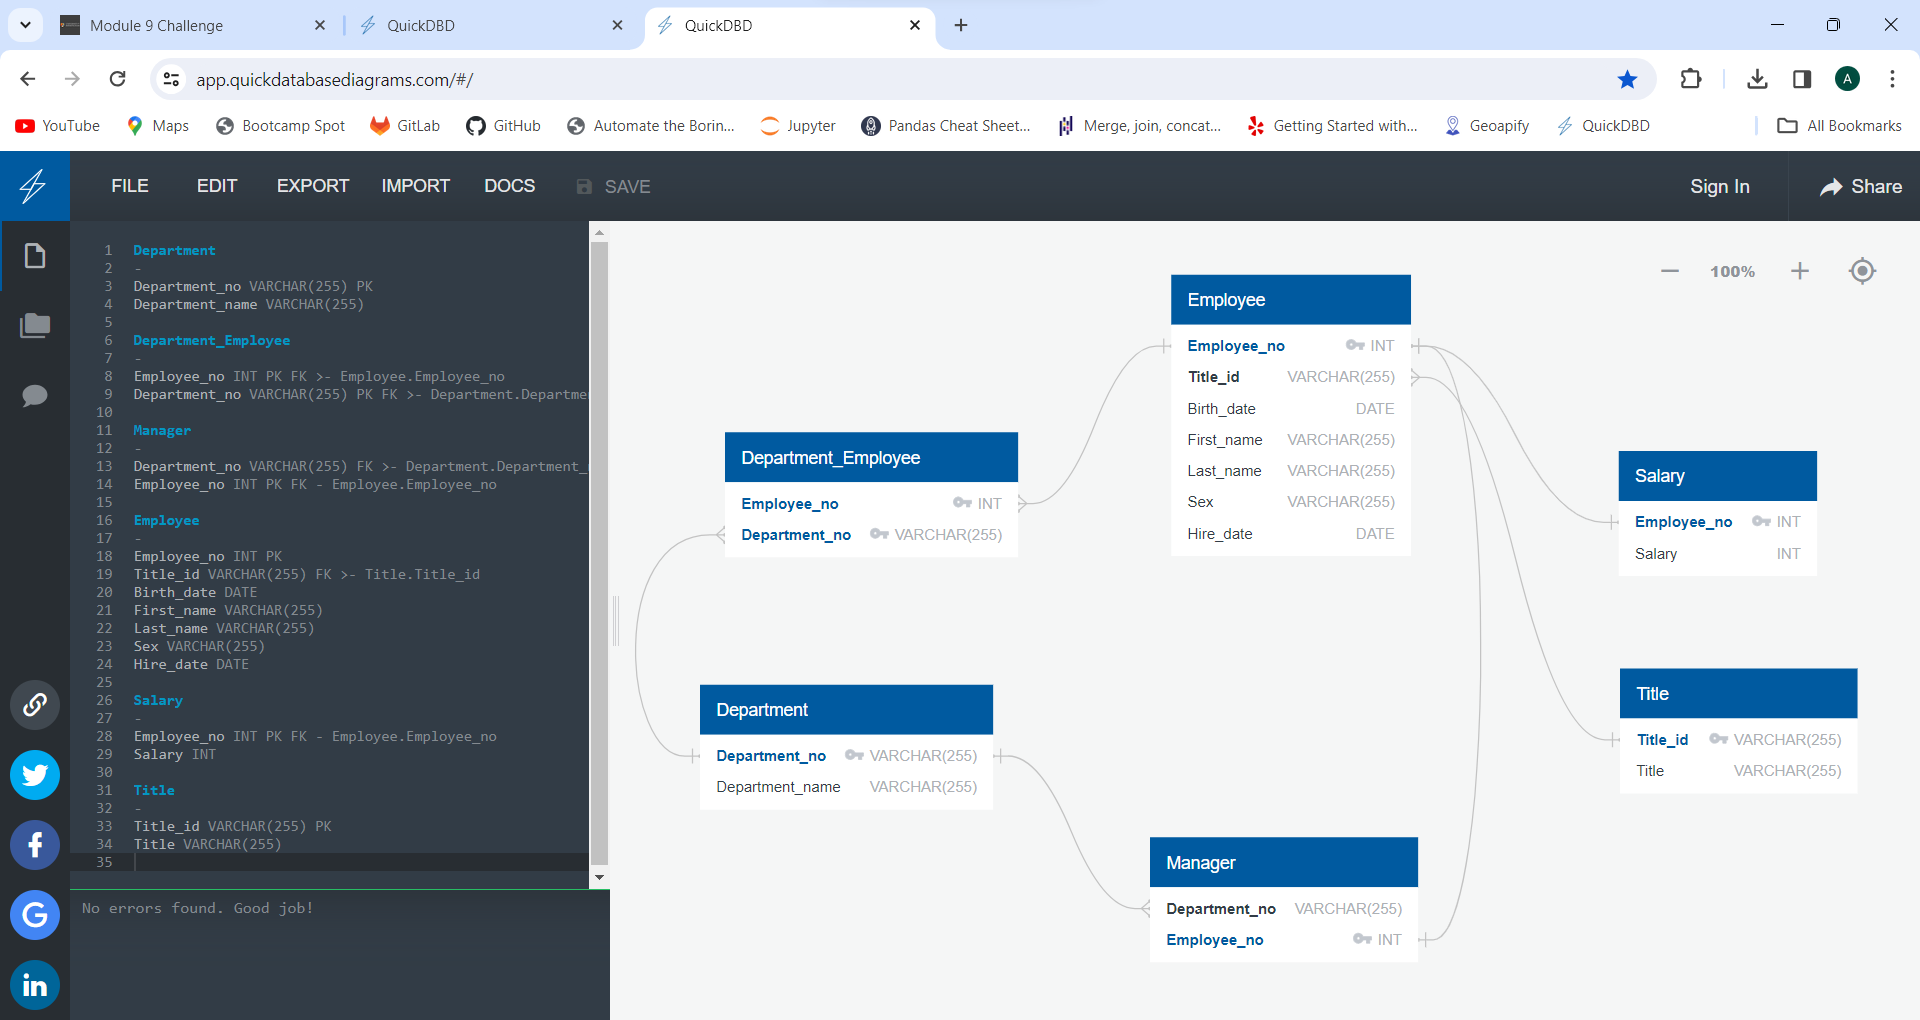 Module 9 Challenge
QuickDBD
QuickDBD
app.quickdatabasediagrams.com/#/
A
YouTube
Maps
Bootcamp Spot
GitLab
GitHub
Automate the Borin...
Jupyter
Pandas Cheat Sheet...
Merge, join, concat...
Getting Started with...
Geoapify
QuickDBD
All Bookmarks
FILE
EDIT
EXPORT
IMPORT
DOCS
SAVE
Sign In
Share
1 Department
2 -
3 Department_no VARCHAR(255) PK
4 Department_name VARCHAR(255)
5
6 Department_Employee
7 -
8 Employee_no INT PK FK >- Employee.Employee_no
9 Department_no VARCHAR(255) PK FK >- Department.Departme
10
11 Manager
12 -
13 Department_no VARCHAR(255) FK >- Department.Department_
14 Employee_no INT PK FK - Employee.Employee_no
15
16 Employee
17 -
18 Employee_no INT PK
19 Title_id VARCHAR(255) FK >- Title.Title_id
20 Birth_date DATE
21 First_name VARCHAR(255)
22 Last_name VARCHAR(255)
23 Sex VARCHAR(255)
24 Hire_date DATE
25
26 Salary
27 -
28 Employee_no INT PK FK - Employee.Employee_no
29 Salary INT
30
31 Title
32 -
33 Title_id VARCHAR(255) PK
34 Title VARCHAR(255)
35
No errors found. Good job!
100%
Employee
Employee_no INT
Title_id VARCHAR(255)
Birth_date DATE
First_name VARCHAR(255)
Last_name VARCHAR(255)
Sex VARCHAR(255)
Hire_date DATE
Department_Employee
Employee_no INT
Department_no VARCHAR(255)
Salary
Employee_no INT
Salary INT
Department
Department_no VARCHAR(255)
Department_name VARCHAR(255)
Title
Title_id VARCHAR(255)
Title VARCHAR(255)
Manager
Department_no VARCHAR(255)
Employee_no INT